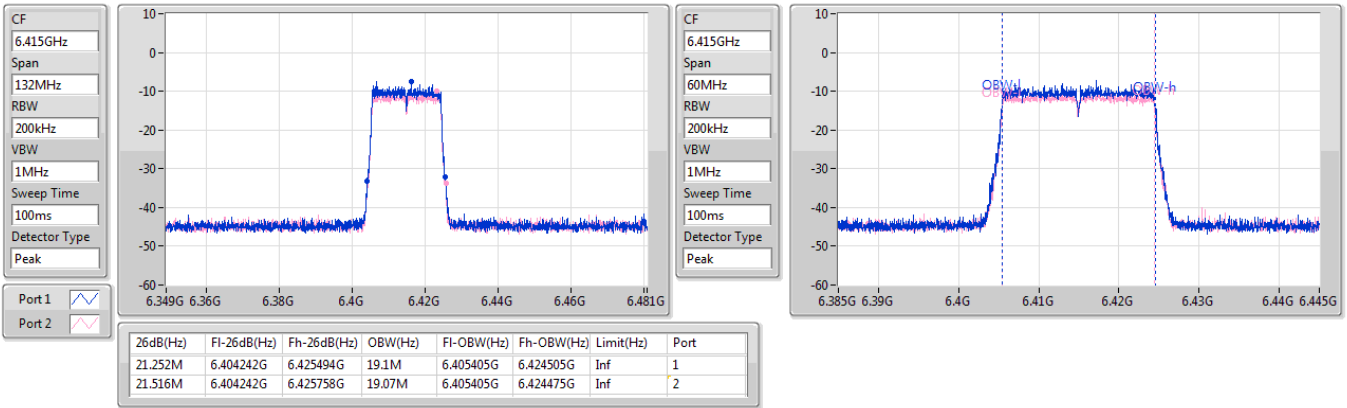 CF
6.415GHz
Span
132MHz
RBW
200kHz
VBW
1MHz
Sweep Time
100ms
Detector Type
Peak
Port 1
Port 2
10
0
-10
-20
-30
-40
-50
-60
6.349G 6.36G 6.38G 6.4G 6.42G 6.44G 6.46G 6.481G
CF
6.415GHz
Span
60MHz
RBW
200kHz
VBW
1MHz
Sweep Time
100ms
Detector Type
Peak
10
0
-10
-20
-30
-40
-50
-60
OBW-h
6.385G 6.39G 6.4G 6.41G 6.42G 6.43G 6.44G 6.445G
26dB(Hz) Fl-26dB(Hz) Fh-26dB(Hz) OBW(Hz) Fl-OBW(Hz) Fh-OBW(Hz) Limit(Hz) Port
21.252M 6.404242G 6.425494G 19.1M 6.405405G 6.424505G Inf 1
21.516M 6.404242G 6.425758G 19.07M 6.405405G 6.424475G Inf 2